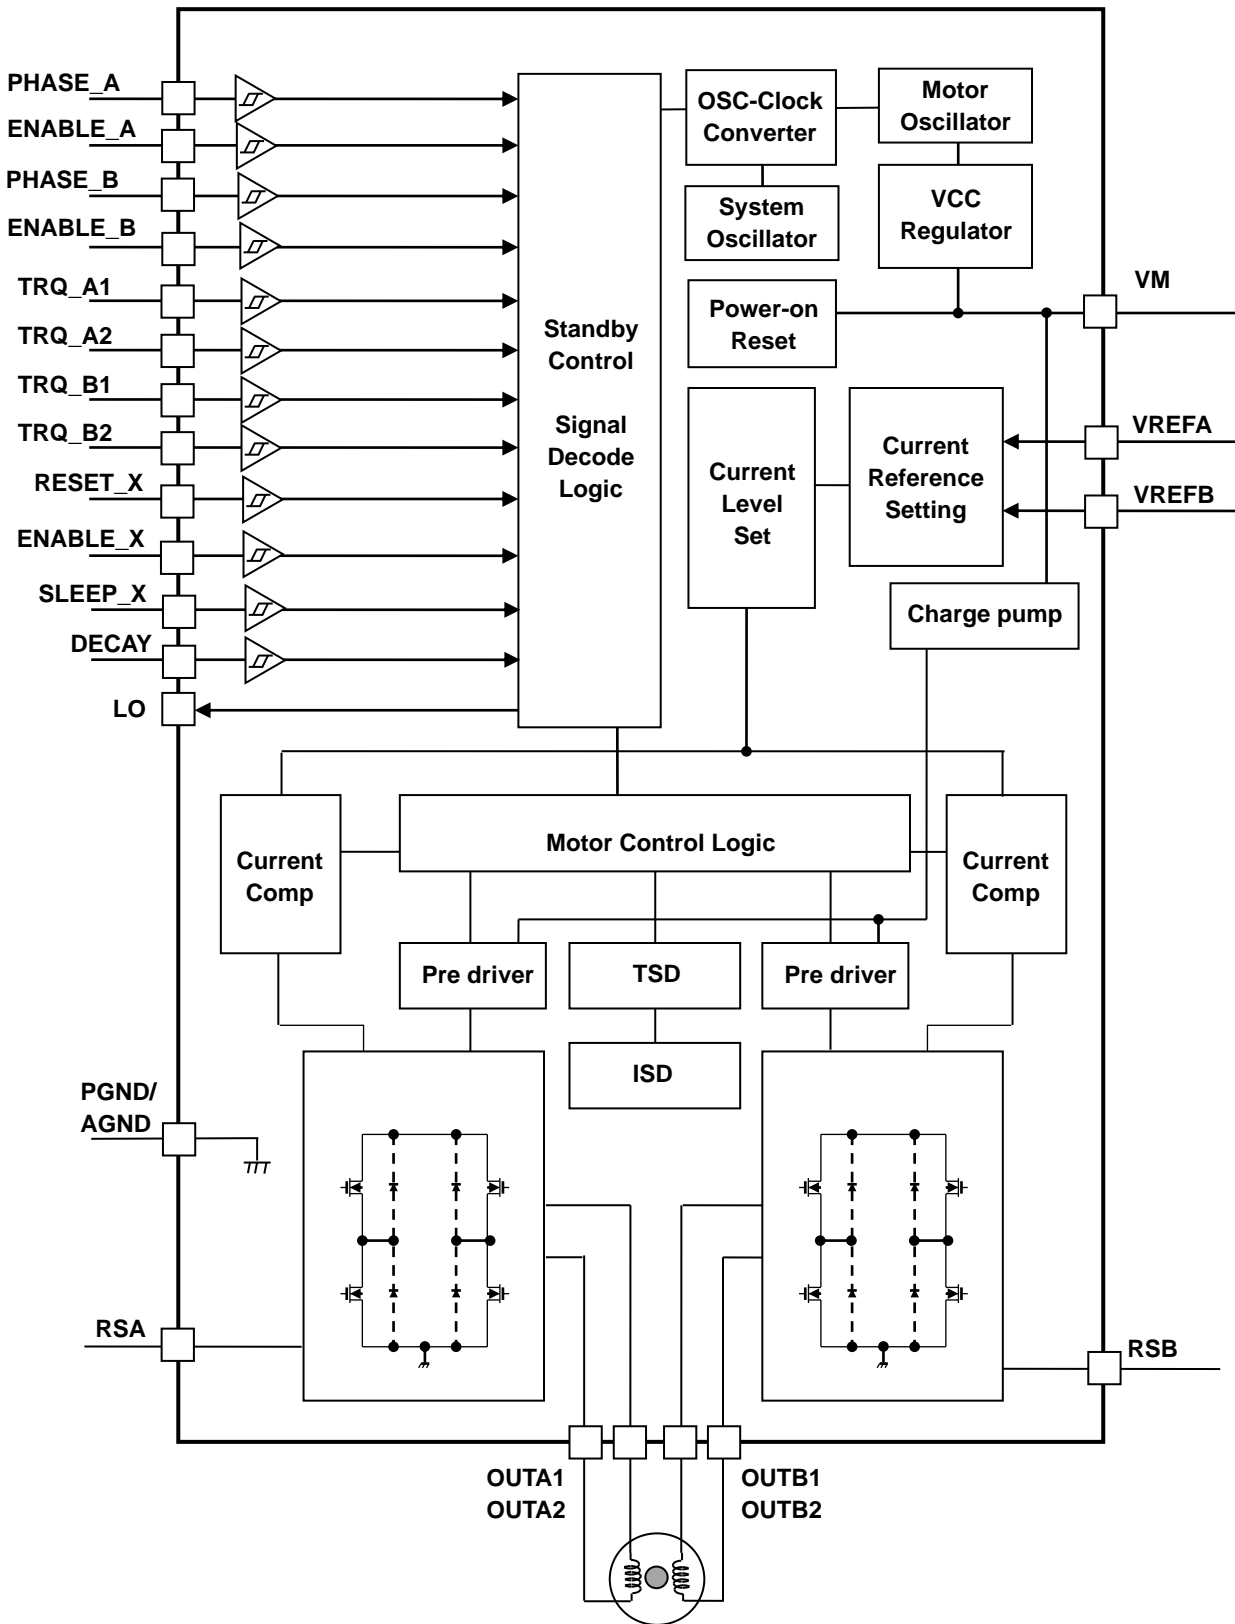 PHASE_A
ENABLE_A
PHASE_B
ENABLE_B
TRQ_A1
TRQ_A2
TRQ_B1
TRQ_B2
RESET_X
ENABLE_X
SLEEP_X
DECAY
LO
Standby
Control
Signal
Decode
Logic
OSC-Clock
Converter
Motor
Oscillator
System
Oscillator
VCC
Regulator
Power-on
Reset
VM
Current
Level
Set
Current
Reference
Setting
VREFA
VREFB
Charge pump
Current
Comp
Motor Control Logic
Current
Comp
Pre driver
TSD
Pre driver
ISD
PGND/
AGND
RSA
RSB
OUTA1
OUTA2
OUTB1
OUTB2